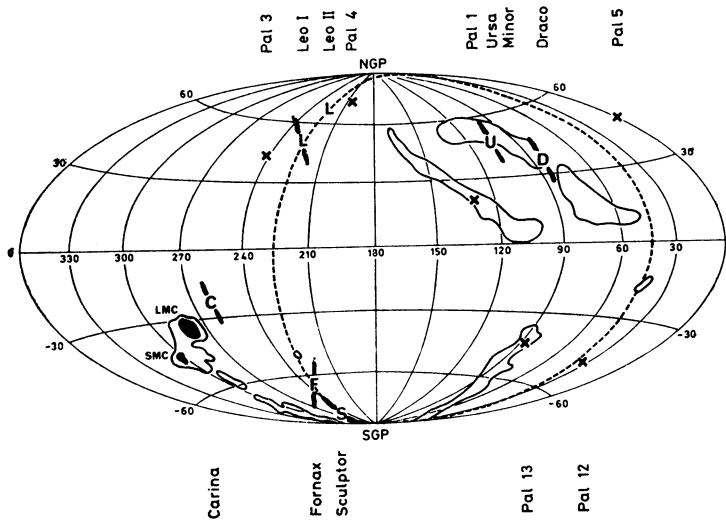 Pal 3
Leo I
Leo II
Pal 4
Pal 1
Ursa
Minor
Draco
Pal 5
NGP
60
60
L
L
U
D
30
30
0
330
300
270
240
210
180
150
120
90
60
30
C
LMC
SMC
-30
-30
F
S
-60
-60
SGP
Carina
Fornax
Sculptor
Pal 13
Pal 12